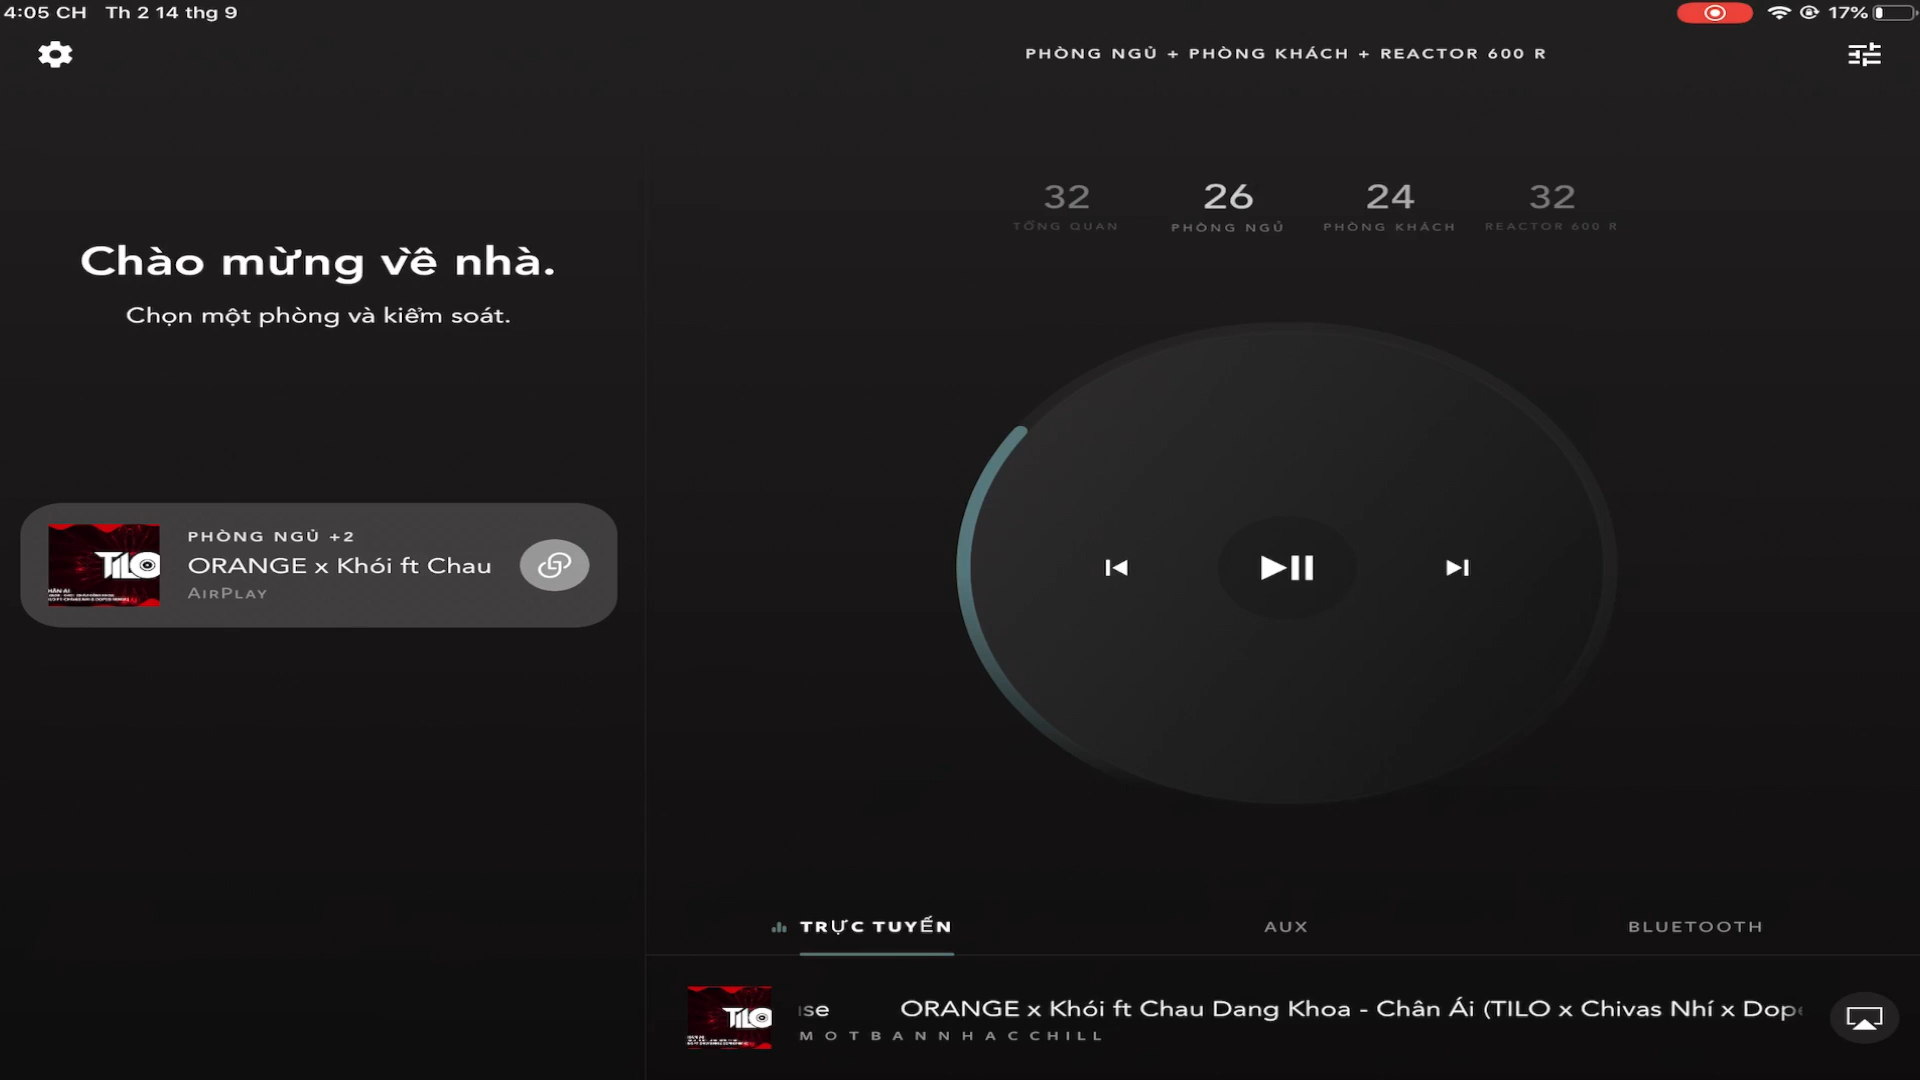 4:05 CH Th 2 14 thg 9
17%
PHÒNG NGỦ + PHÒNG KHÁCH + REACTOR 600 R
32 26 24 32
TỔNG QUAN PHÒNG NGỦ PHÒNG KHÁCH REACTOR 600 R
Chào mừng về nhà.
Chọn một phòng và kiểm soát.
TILO
PHÒNG NGỦ +2
ORANGE x Khói ft Chau
AIRPLAY
TRỰC TUYẾN AUX BLUETOOTH
TILO
ORANGE x Khói ft Chau Dang Khoa - Chân Ái (TILO x Chivas Nhí x Dop
MOTBANNHACCHILL